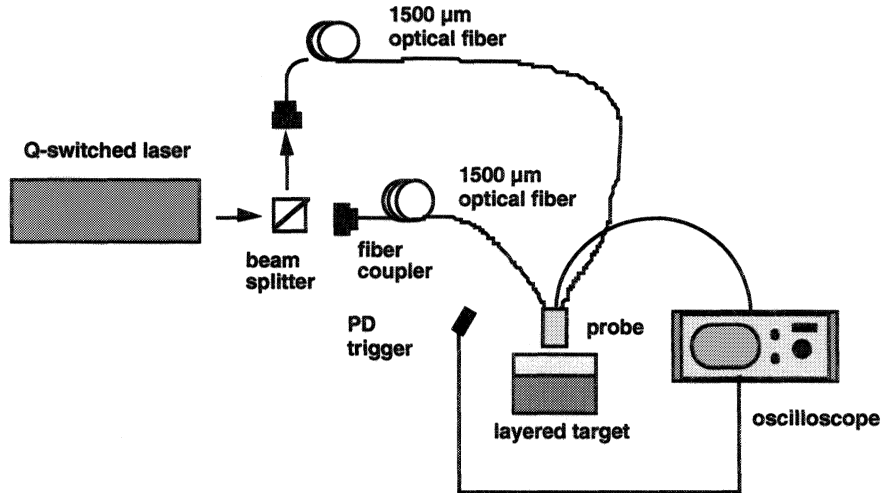 1500 µm
optical fiber
Q-switched laser
1500 µm
optical fiber
beam
splitter
fiber
coupler
PD
trigger
probe
layered target
oscilloscope